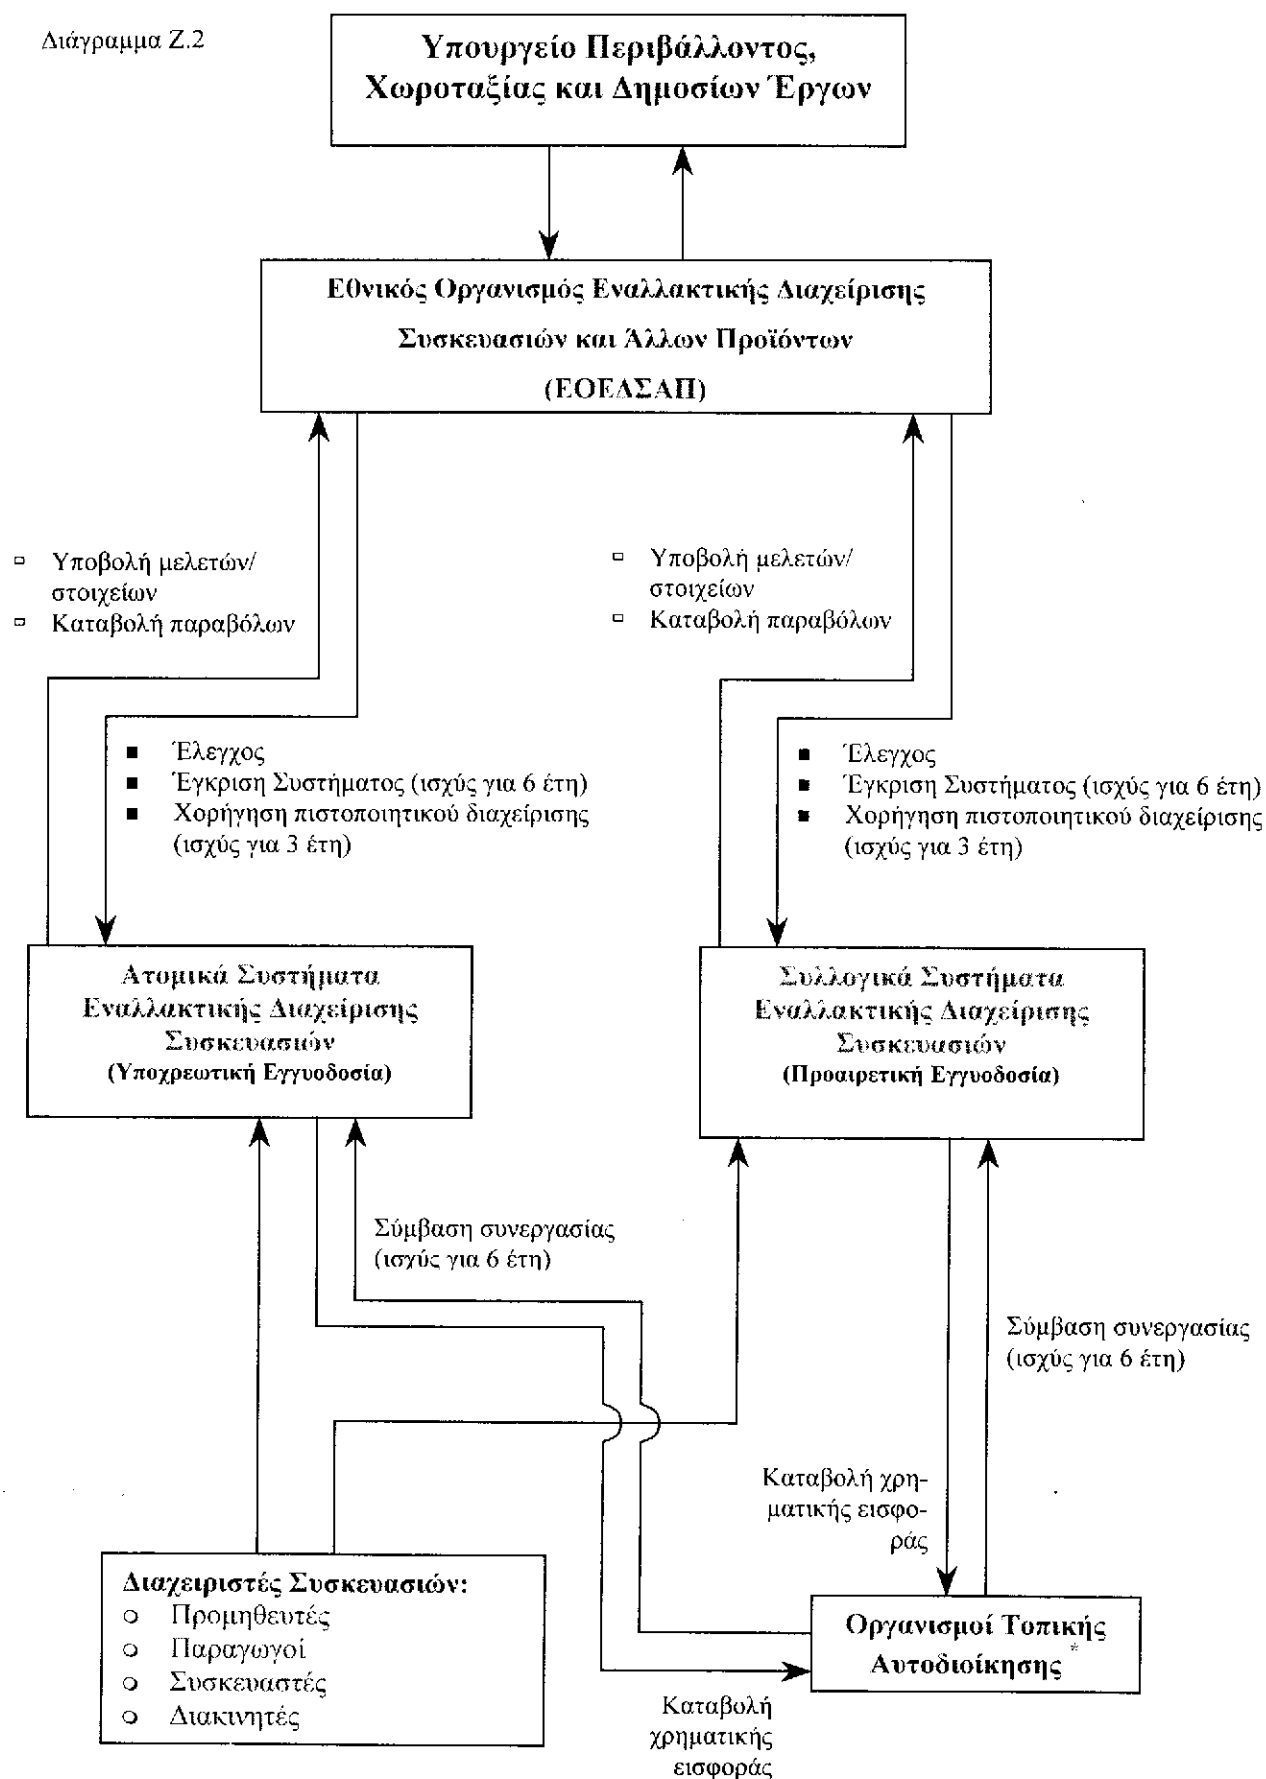 Διάγραμμα Ζ.2
Υπουργείο Περιβάλλοντος,
Χωροταξίας και Δημοσίων Έργων
Εθνικός Οργανισμός Εναλλακτικής Διαχείρισης
Συσκευασιών και Άλλων Προϊόντων
(ΕΟΕΔΣΑΠ)
▫ Υποβολή μελετών/
στοιχείων
▫ Καταβολή παραβόλων
▫ Υποβολή μελετών/
στοιχείων
▫ Καταβολή παραβόλων
▪ Έλεγχος
▪ Έγκριση Συστήματος (ισχύς για 6 έτη)
▪ Χορήγηση πιστοποιητικού διαχείρισης
(ισχύς για 3 έτη)
▪ Έλεγχος
▪ Έγκριση Συστήματος (ισχύς για 6 έτη)
▪ Χορήγηση πιστοποιητικού διαχείρισης
(ισχύς για 3 έτη)
Ατομικά Συστήματα
Εναλλακτικής Διαχείρισης
Συσκευασιών
(Υποχρεωτική Εγγυοδοσία)
Συλλογικά Συστήματα
Εναλλακτικής Διαχείρισης
Συσκευασιών
(Προαιρετική Εγγυοδοσία)
Σύμβαση συνεργασίας
(ισχύς για 6 έτη)
Σύμβαση συνεργασίας
(ισχύς για 6 έτη)
Καταβολή χρη-
ματικής εισφο-
ράς
Διαχειριστές Συσκευασιών:
o Προμηθευτές
o Παραγωγοί
o Συσκευαστές
o Διακινητές
Οργανισμοί Τοπικής
Αυτοδιοίκησης *
Καταβολή
χρηματικής
εισφοράς